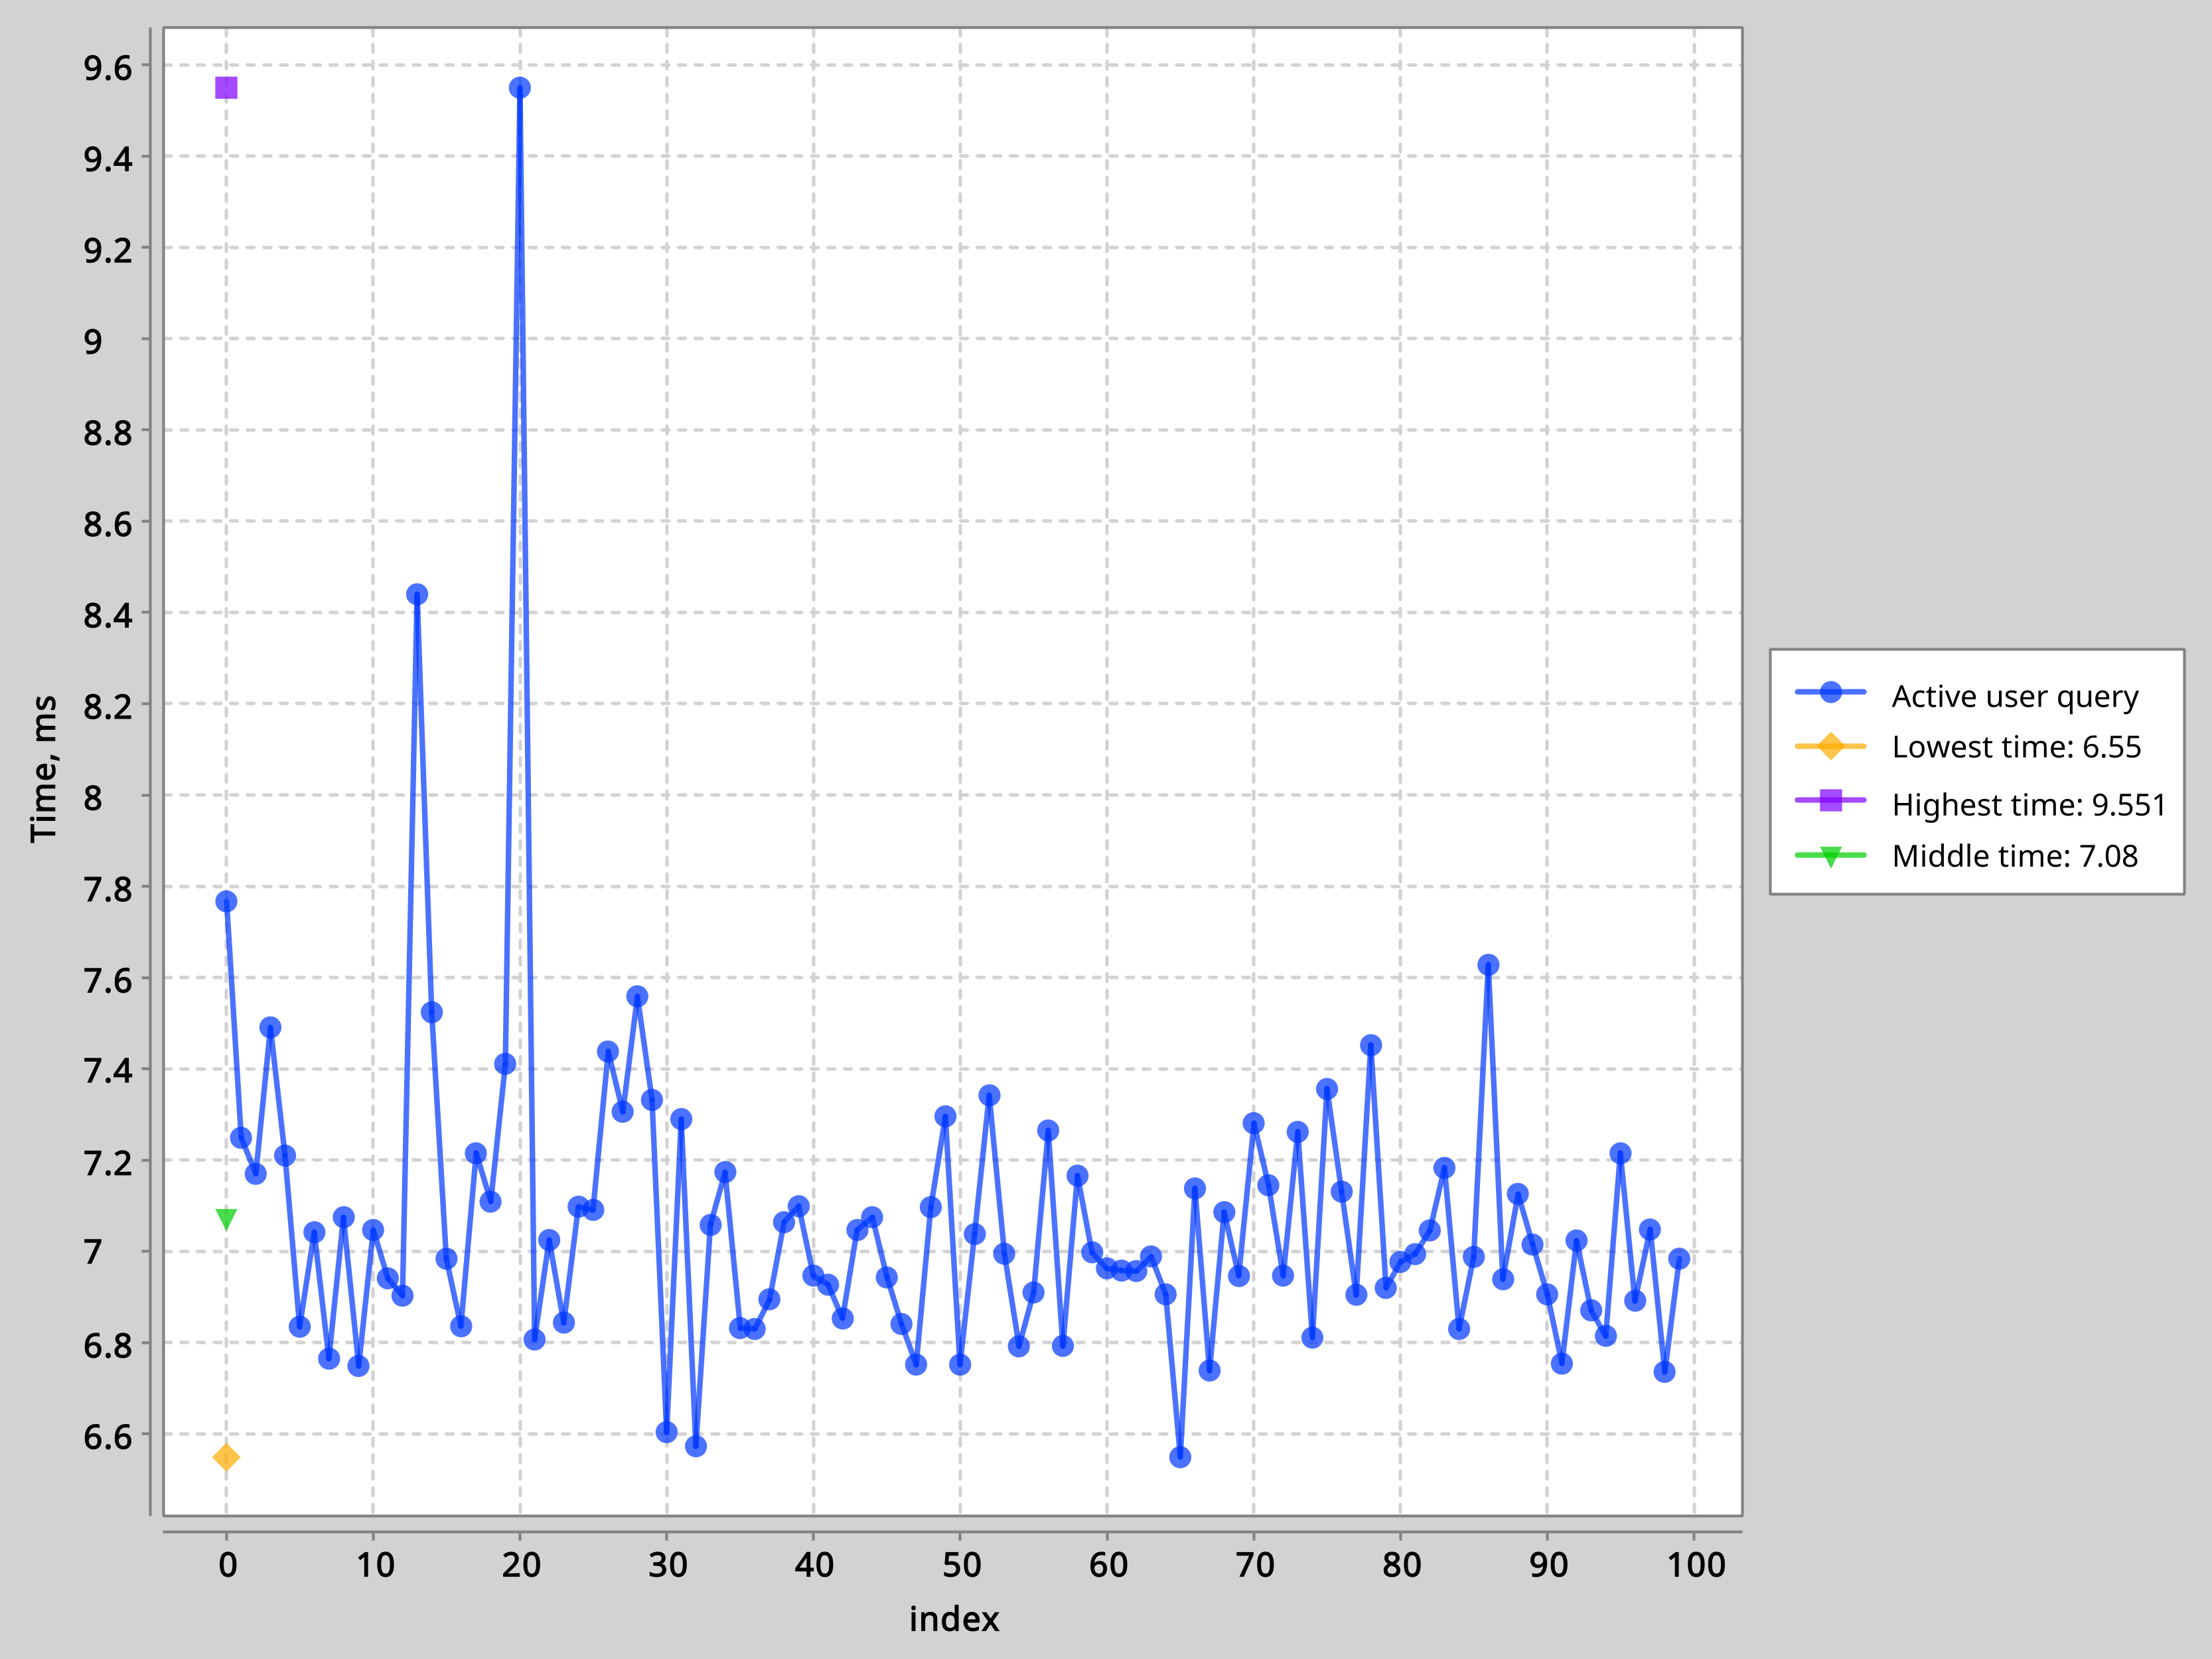 9.6
9.4
9.2
9
8.8
8.6
8.4
8.2
8
7.8
7.6
7.4
7.2
7
6.8
6.6
Time, ms
0 10 20 30 40 50 60 70 80 90 100
index
Active user query
Lowest time: 6.55
Highest time: 9.551
Middle time: 7.08